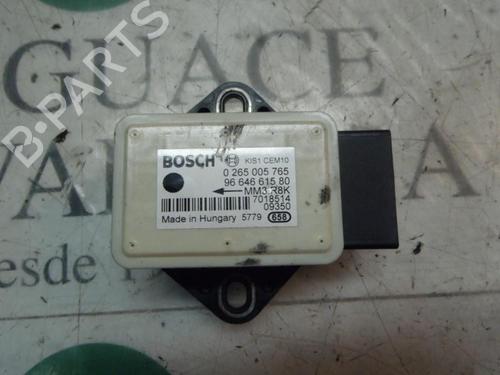 B-PARTS
GUACE
desde
BOSCH KIS1 CEM10
0 265 005 765
96 646 615 80
MM3.R8K
7018514
09350
Made in Hungary 5779 658